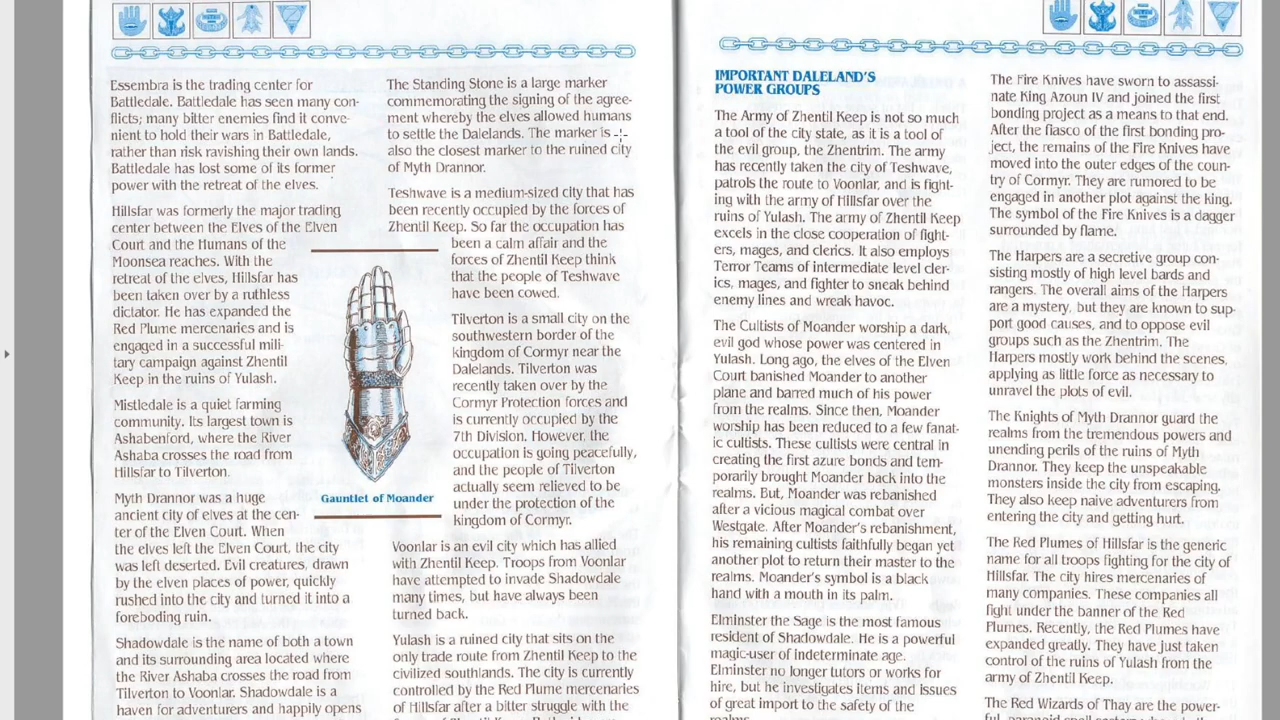 Essembra is the trading center for
Battledale. Battledale has seen many con-
flicts; many bitter enemies find it conve-
nient to hold their wars in Battledale,
rather than risk ravishing their own lands.
Battledale has lost some of its former
power with the retreat of the elves.
Hillsfar was formerly the major trading
center between the Elves of the Elven
Court and the Humans of the
Moonsea reaches. With the
retreat of the elves, Hillsfar has
been taken over by a ruthless
dictator. He has expanded the
Red Plume mercenaries and is
engaged in a successful mili-
tary campaign against Zhentil
Keep in the ruins of Yulash.
Mistledale is a quiet farming
community. Its largest town is
Ashabenford, where the River
Ashaba crosses the road from
Hillsfar to Tilverton.
Myth Drannor was a huge
ancient city of elves at the cen-
ter of the Elven Court. When
the elves left the Elven Court, the city
was left deserted. Evil creatures, drawn
by the elven places of power, quickly
rushed into the city and turned it into a
foreboding ruin.
Shadowdale is the name of both a town
and its surrounding area located where
the River Ashaba crosses the road from
Tilverton to Voonlar. Shadowdale is a
haven for adventurers and happily opens
The Standing Stone is a large marker
commemorating the signing of the agree-
ment whereby the elves allowed humans
to settle the Dalelands. The marker is
also the closest marker to the ruined city
of Myth Drannor.
Teshwave is a medium-sized city that has
been recently occupied by the forces of
Zhentil Keep. So far the occupation has
been a calm affair and the
forces of Zhentil Keep think
that the people of Teshwave
have been cowed.
Tilverton is a small city on the
southwestern border of the
kingdom of Cormyr near the
Dalelands. Tilverton was
recently taken over by the
Cormyr Protection forces and
is currently occupied by the
7th Division. However, the
occupation is going peacefully,
and the people of Tilverton
actually seem relieved to be
under the protection of the
kingdom of Cormyr.
Gauntlet of Moander
Voonlar is an evil city which has allied
with Zhentil Keep. Troops from Voonlar
have attempted to invade Shadowdale
many times, but have always been
turned back.
Yulash is a ruined city that sits on the
only trade route from Zhentil Keep to the
civilized southlands. The city is currently
controlled by the Red Plume mercenaries
of Hillsfar after a bitter struggle with the
IMPORTANT DALELAND'S
POWER GROUPS
The Army of Zhentil Keep is not so much
a tool of the city state, as it is a tool of
the evil group, the Zhentrim. The army
has recently taken the city of Teshwave,
patrols the route to Voonlar, and is fight-
ing with the army of Hillsfar over the
ruins of Yulash. The army of Zhentil Keep
excels in the close cooperation of fight-
ers, mages, and clerics. It also employs
Terror Teams of intermediate level cler-
ics, mages, and fighter to sneak behind
enemy lines and wreak havoc.
The Cultists of Moander worship a dark,
evil god whose power was centered in
Yulash. Long ago, the elves of the Elven
Court banished Moander to another
plane and barred much of his power
from the realms. Since then, Moander
worship has been reduced to a few fanat-
ic cultists. These cultists were central in
creating the first azure bonds and tem-
porarily brought Moander back into the
realms. But, Moander was rebanished
after a vicious magical combat over
Westgate. After Moander's rebanishment,
his remaining cultists faithfully began yet
another plot to return their master to the
realms. Moander's symbol is a black
hand with a mouth in its palm.
Elminster the Sage is the most famous
resident of Shadowdale. He is a powerful
magic-user of indeterminate age.
Elminster no longer tutors or works for
hire, but he investigates items and issues
of great import to the safety of the
realms.
The Fire Knives have sworn to assassi-
nate King Azoun IV and joined the first
bonding project as a means to that end.
After the fiasco of the first bonding pro-
ject, the remains of the Fire Knives have
moved into the outer edges of the coun-
try of Cormyr. They are rumored to be
engaged in another plot against the king.
The symbol of the Fire Knives is a dagger
surrounded by flame.
The Harpers are a secretive group con-
sisting mostly of high level bards and
rangers. The overall aims of the Harpers
are a mystery, but they are known to sup-
port good causes, and to oppose evil
groups such as the Zhentrim. The
Harpers mostly work behind the scenes,
applying as little force as necessary to
unravel the plots of evil.
The Knights of Myth Drannor guard the
realms from the tremendous powers and
unending perils of the ruins of Myth
Drannor. They keep the unspeakable
monsters inside the city from escaping.
They also keep naive adventurers from
entering the city and getting hurt.
The Red Plumes of Hillsfar is the generic
name for all troops fighting for the city of
Hillsfar. The city hires mercenaries of
many companies. These companies all
fight under the banner of the Red
Plumes. Recently, the Red Plumes have
expanded greatly. They have just taken
control of the ruins of Yulash from the
army of Zhentil Keep.
The Red Wizards of Thay are the power-